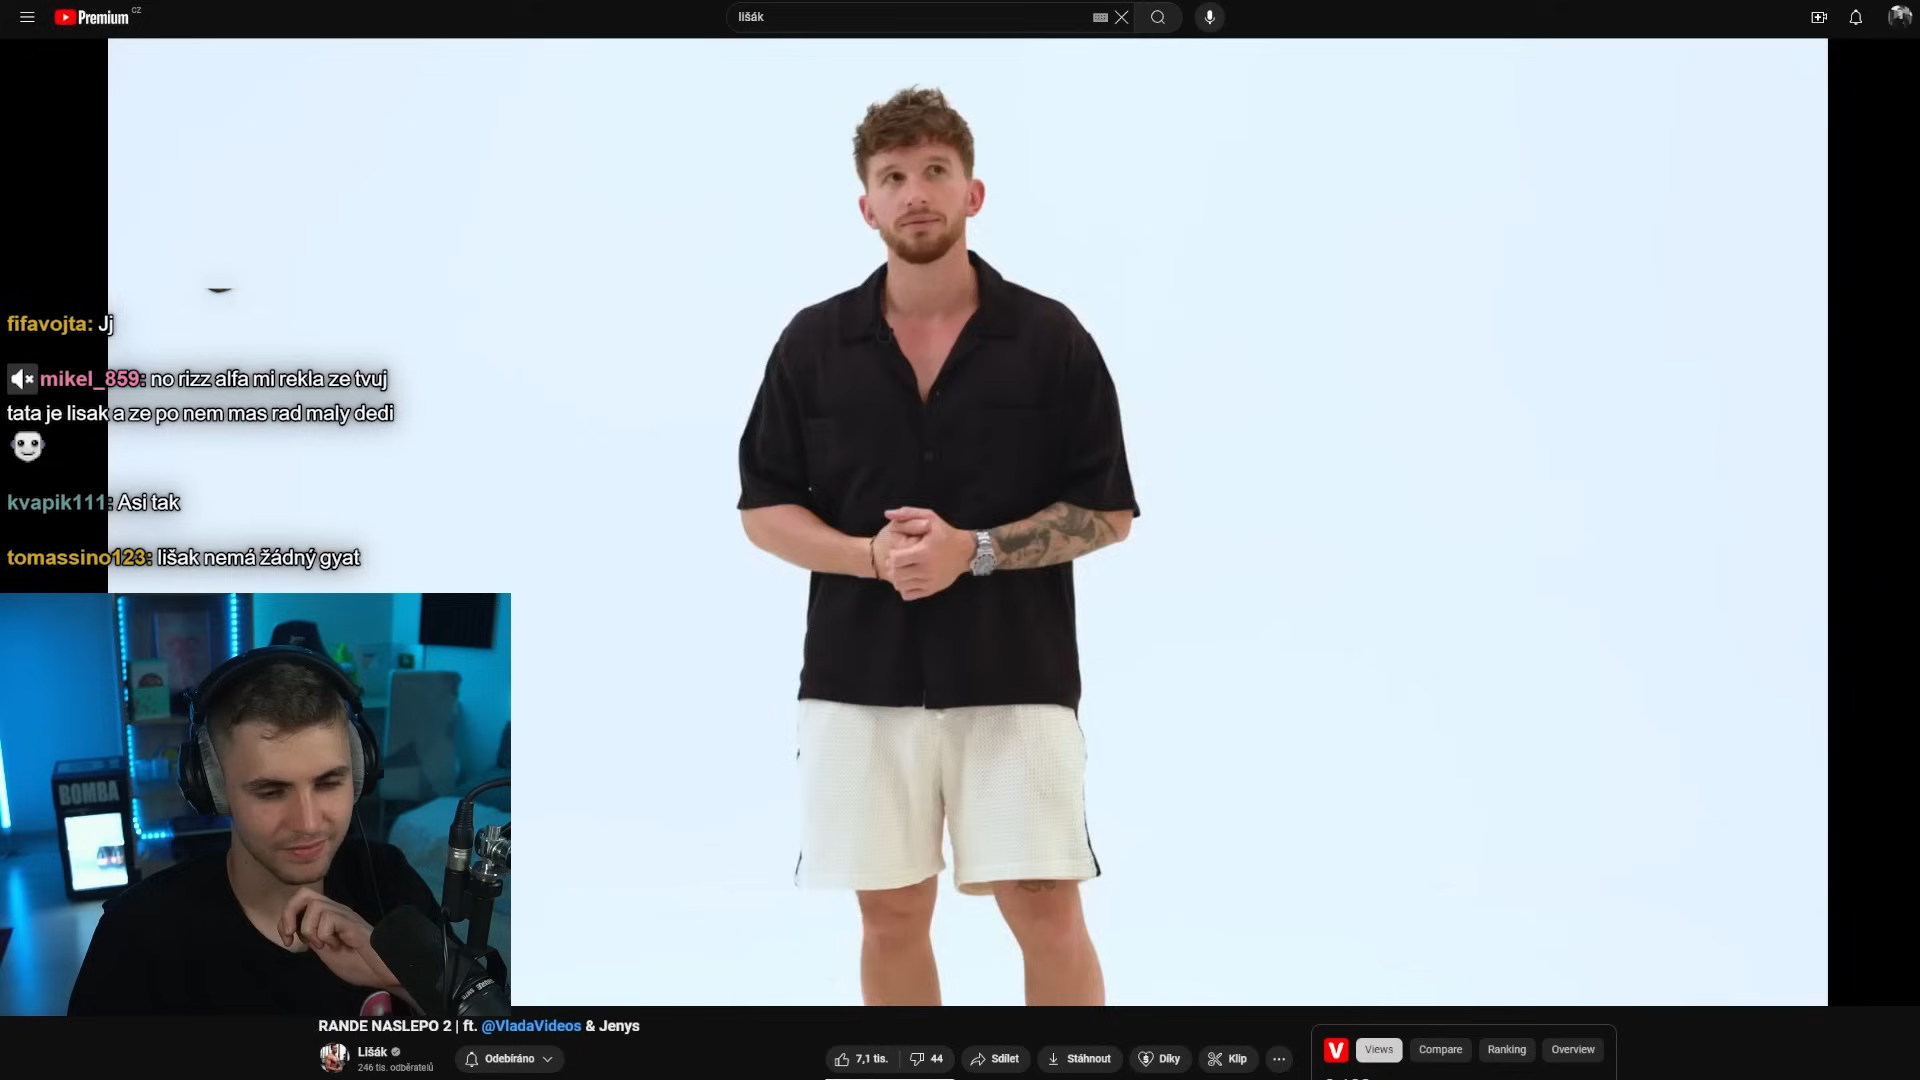 Premium CZ
lišák
fifavojta: Jj
mikel_859: no rizz alfa mi rekla ze tvuj
tata je lisak a ze po nem mas rad maly dedi
kvapik111: Asi tak
tomassino123: lišak nemá žádný gyat
BOMBA
RANDE NASLEPO 2 | ft. @VladaVideos & Jenys
Lišák
246 tis. odběratelů
Odebíráno
7,1 tis.
44
Sdílet
Stáhnout
Díky
Klip
Views
Compare
Ranking
Overview